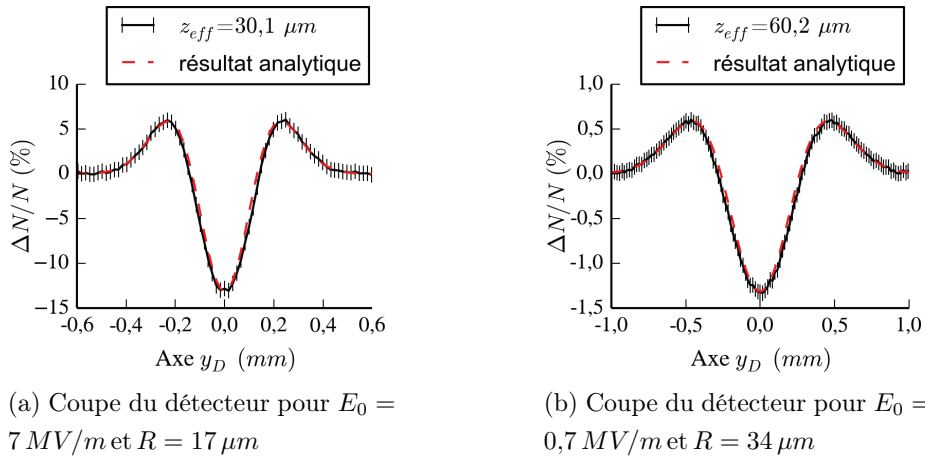 z_eff=30,1 μm
résultat analytique
ΔN/N (%)
10
5
0,0
−5
−10
−15
-0,6 -0,4 -0,2 0,0 0,2 0,4 0,6
Axe y_D (mm)
(a) Coupe du détecteur pour E_0 =
7 MV/m et R = 17 μm
z_eff=60,2 μm
résultat analytique
ΔN/N (%)
1,0
0,5
0,0
-0,5
-1,0
-1,5
-1,0 -0,5 0,0 0,5 1,0
Axe y_D (mm)
(b) Coupe du détecteur pour E_0 =
0,7 MV/m et R = 34 μm